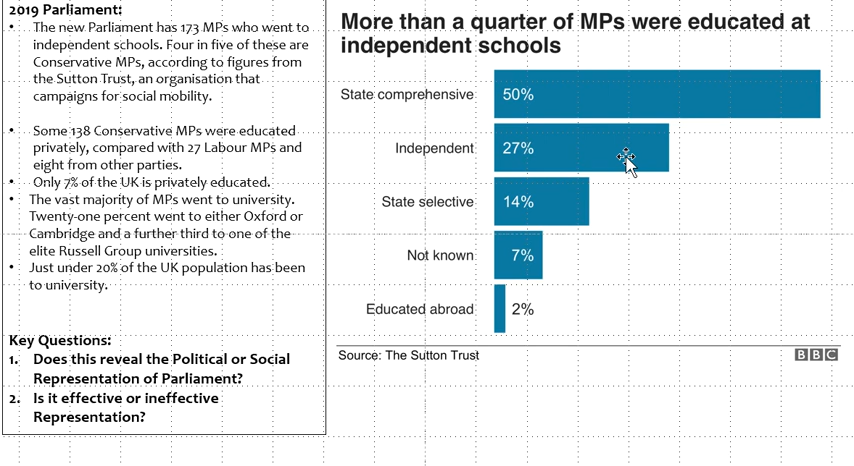 2019 Parliament:
• The new Parliament has 173 MPs who went to
independent schools. Four in five of these are
Conservative MPs, according to figures from
the Sutton Trust, an organisation that
campaigns for social mobility.
• Some 138 Conservative MPs were educated
privately, compared with 27 Labour MPs and
eight from other parties.
• Only 7% of the UK is privately educated.
• The vast majority of MPs went to university.
Twenty-one percent went to either Oxford or
Cambridge and a further third to one of the
elite Russell Group universities.
• Just under 20% of the UK population has been
to university.
Key Questions:
1. Does this reveal the Political or Social
Representation of Parliament?
2. Is it effective or ineffective
Representation?
More than a quarter of MPs were educated at
independent schools
State comprehensive 50%
Independent 27%
State selective 14%
Not known 7%
Educated abroad 2%
Source: The Sutton Trust BBC